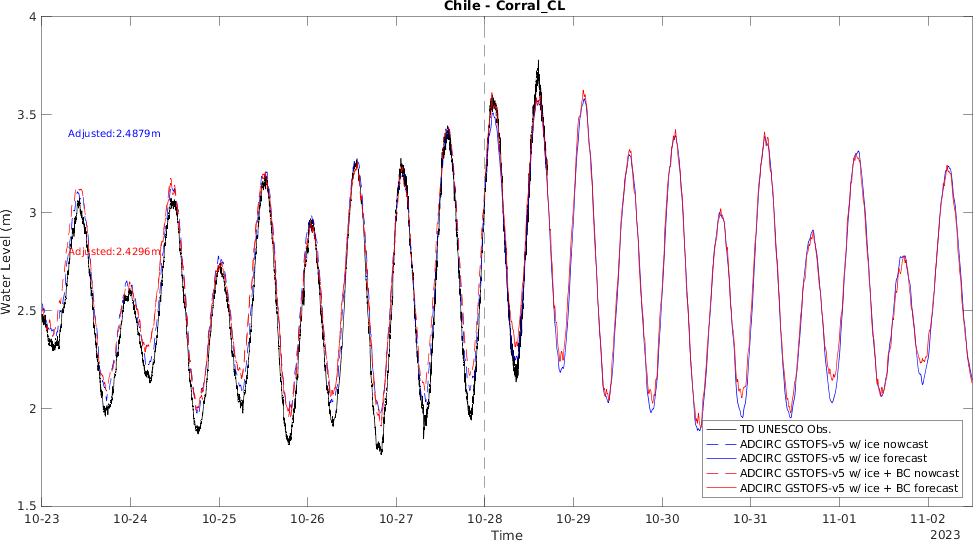 Chile - Corral_CL
4
3.5
3
2.5
2
1.5
Water Level (m)
Adjusted:2.4879m
Adjusted:2.4296m
TD UNESCO Obs.
ADCIRC GSTOFS-v5 w/ ice nowcast
ADCIRC GSTOFS-v5 w/ ice forecast
ADCIRC GSTOFS-v5 w/ ice + BC nowcast
ADCIRC GSTOFS-v5 w/ ice + BC forecast
10-23 10-24 10-25 10-26 10-27 10-28 10-29 10-30 10-31 11-01 11-02
Time 2023